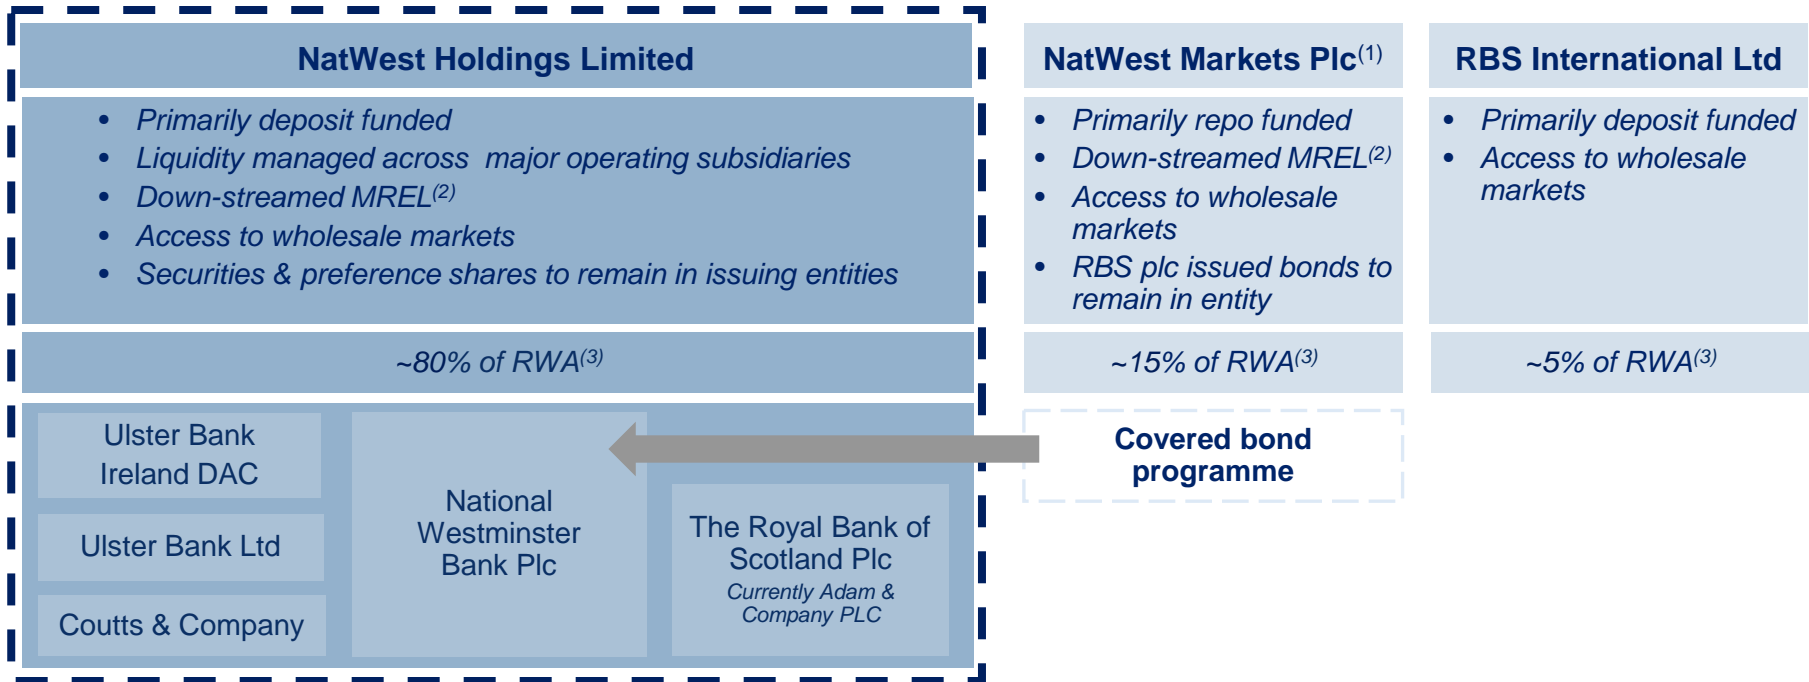 NatWest Holdings Limited
• Primarily deposit funded
• Liquidity managed across major operating subsidiaries
• Down-streamed MREL(2)
• Access to wholesale markets
• Securities & preference shares to remain in issuing entities
~80% of RWA(3)
Ulster Bank
Ireland DAC
Ulster Bank Ltd
Coutts & Company
National
Westminster
Bank Plc
The Royal Bank of
Scotland Plc
Currently Adam &
Company PLC
NatWest Markets Plc(1)
• Primarily repo funded
• Down-streamed MREL(2)
• Access to wholesale
markets
• RBS plc issued bonds to
remain in entity
~15% of RWA(3)
Covered bond
programme
RBS International Ltd
• Primarily deposit funded
• Access to wholesale
markets
~5% of RWA(3)